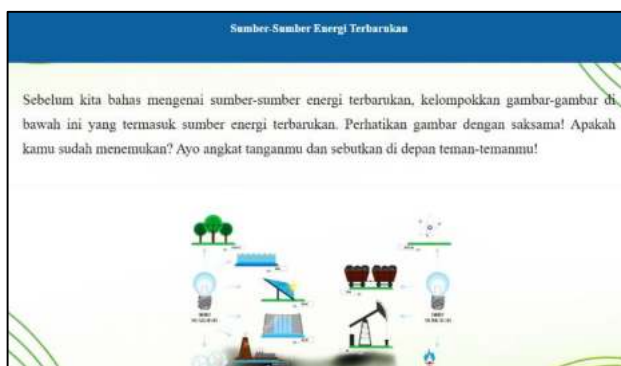 Sumber-Sumber Energi Terbarukan
Sebelum kita bahas mengenai sumber-sumber energi terbarukan, kelompokkan gambar-gambar di
bawah ini yang termasuk sumber energi terbarukan. Perhatikan gambar dengan saksama! Apakah
kamu sudah menemukan? Ayo angkat tanganmu dan sebutkan di depan teman-temanmu!